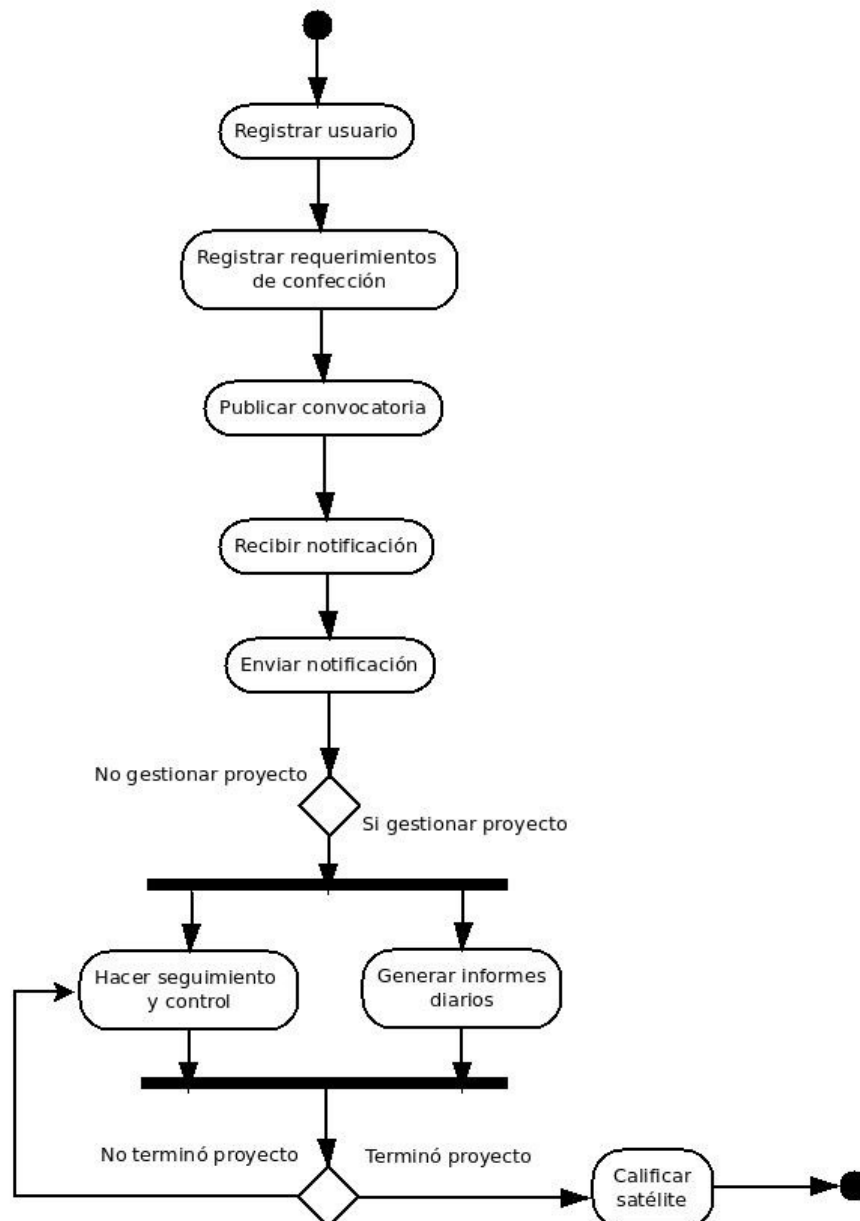 Registrar usuario
Registrar requerimientos
de confección
Publicar convocatoria
Recibir notificación
Enviar notificación
No gestionar proyecto
Si gestionar proyecto
Hacer seguimiento
y control
Generar informes
diarios
No terminó proyecto
Terminó proyecto
Calificar
satélite